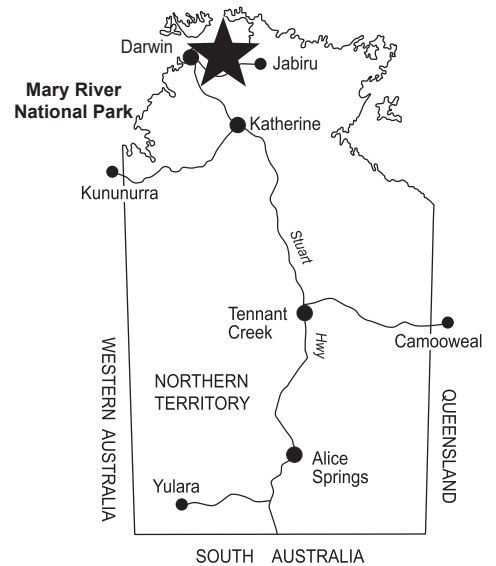 Darwin
Jabiru
Mary River
National Park
Katherine
Kununurra
Stuart
Tennant
Creek
Hwy
Camooweal
WESTERN AUSTRALIA
NORTHERN
TERRITORY
QUEENSLAND
Alice
Springs
Yulara
SOUTH AUSTRALIA